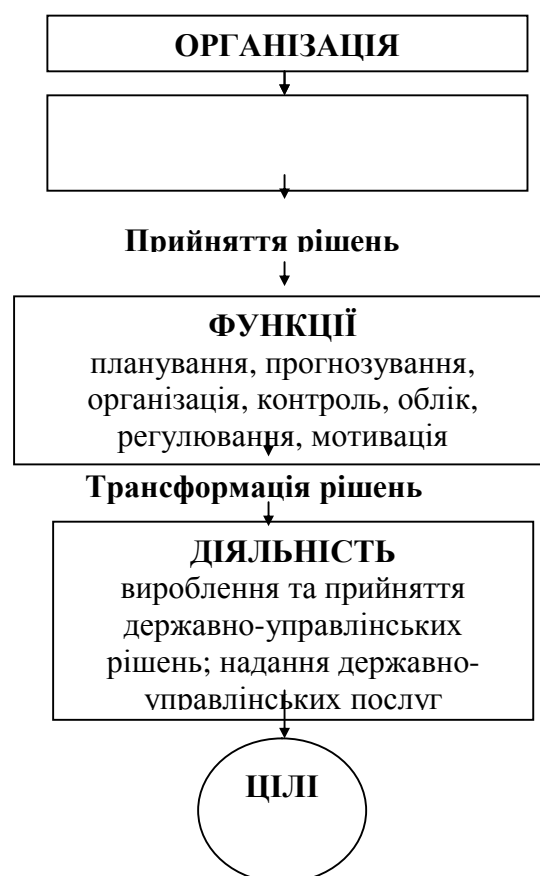 ОРГАНІЗАЦІЯ
Прийняття рішень
ФУНКЦІЇ
планування, прогнозування,
організація, контроль, облік,
регулювання, мотивація
Трансформація рішень
ДІЯЛЬНІСТЬ
вироблення та прийняття
державно-управлінських
рішень; надання державно-
управлінських послуг
ЦІЛІ